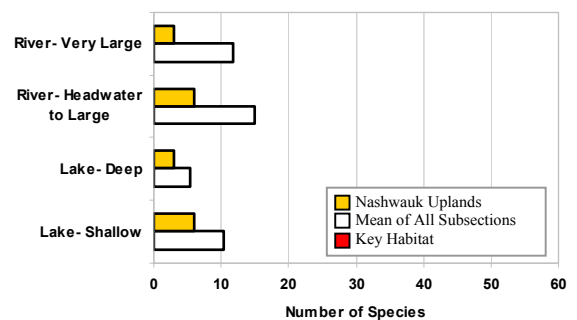 River- Very Large
River- Headwater
to Large
Lake- Deep
Lake- Shallow
Nashwauk Uplands
Mean of All Subsections
Key Habitat
0 10 20 30 40 50 60
Number of Species